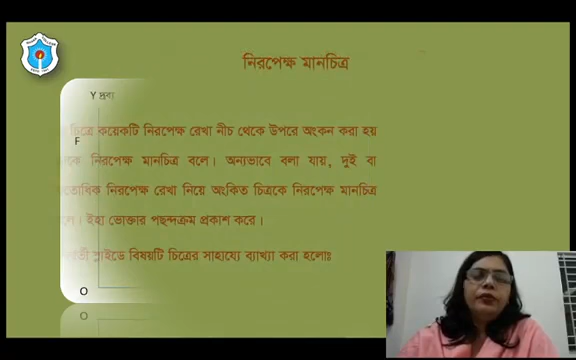 নিরপেক্ষ মানচিত্র
Y দ্রব্য
চিত্রে কয়েকটি নিরপেক্ষ রেখা নীচ থেকে উপরে অংকন করা হয়
F
নিরপেক্ষ মানচিত্র বলে। অন্যভাবে বলা যায়, দুই বা
ততোধিক নিরপেক্ষ রেখা নিয়ে অংকিত চিত্রকে নিরপেক্ষ মানচিত্র
বলে। ইহা ভোক্তার পছন্দক্রম প্রকাশ করে।
স্লাইডে বিষয়টি চিত্রের সাহায্যে ব্যাখ্যা করা হলোঃ
O